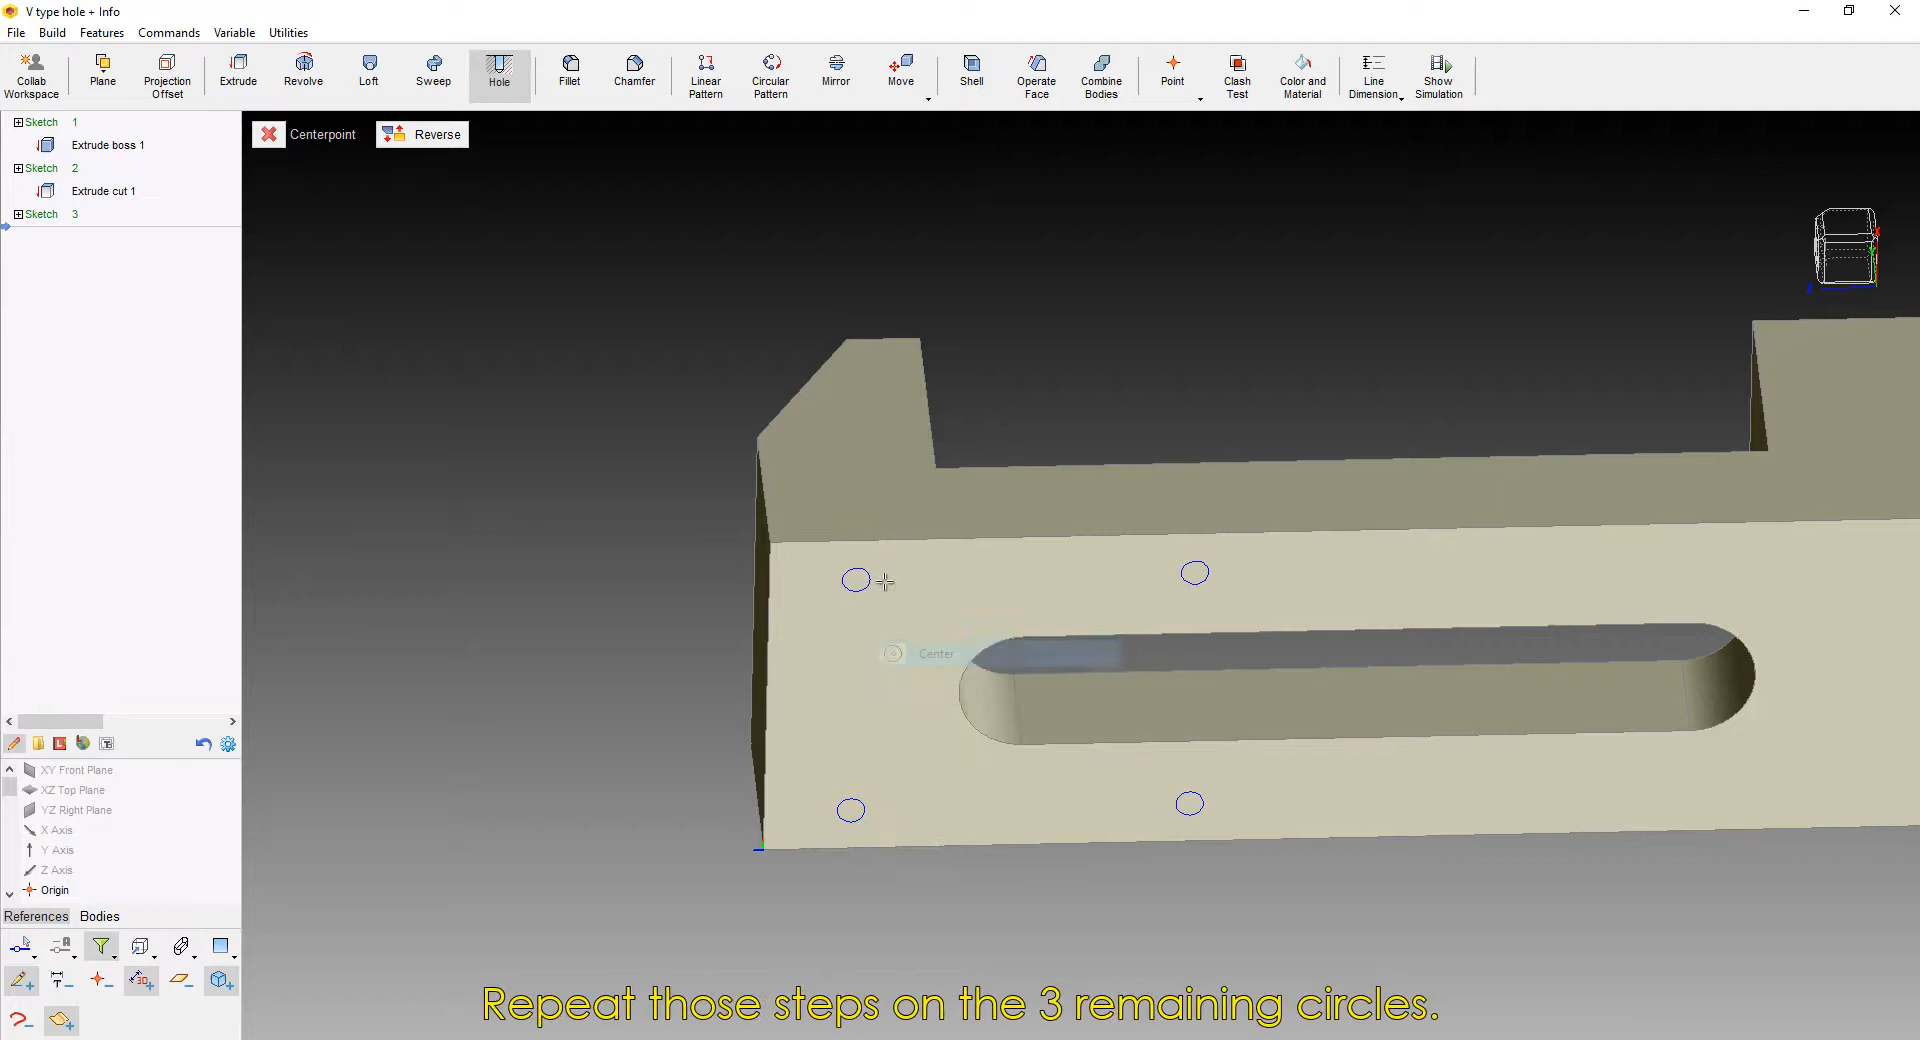 V type hole + Info
File Build Features Commands Variable Utilities
Collab Workspace
Plane
Projection Offset
Extrude
Revolve
Loft
Sweep
Hole
Fillet
Chamfer
Linear Pattern
Circular Pattern
Mirror
Move
Shell
Operate Face
Combine Bodies
Point
Clash Test
Color and Material
Line Dimension
Show Simulation
Centerpoint
Reverse
Sketch 1
Extrude boss 1
Sketch 2
Extrude cut 1
Sketch 3
Center
XY Front Plane
XZ Top Plane
YZ Right Plane
X Axis
Y Axis
Z Axis
Origin
References Bodies
Repeat those steps on the 3 remaining circles.